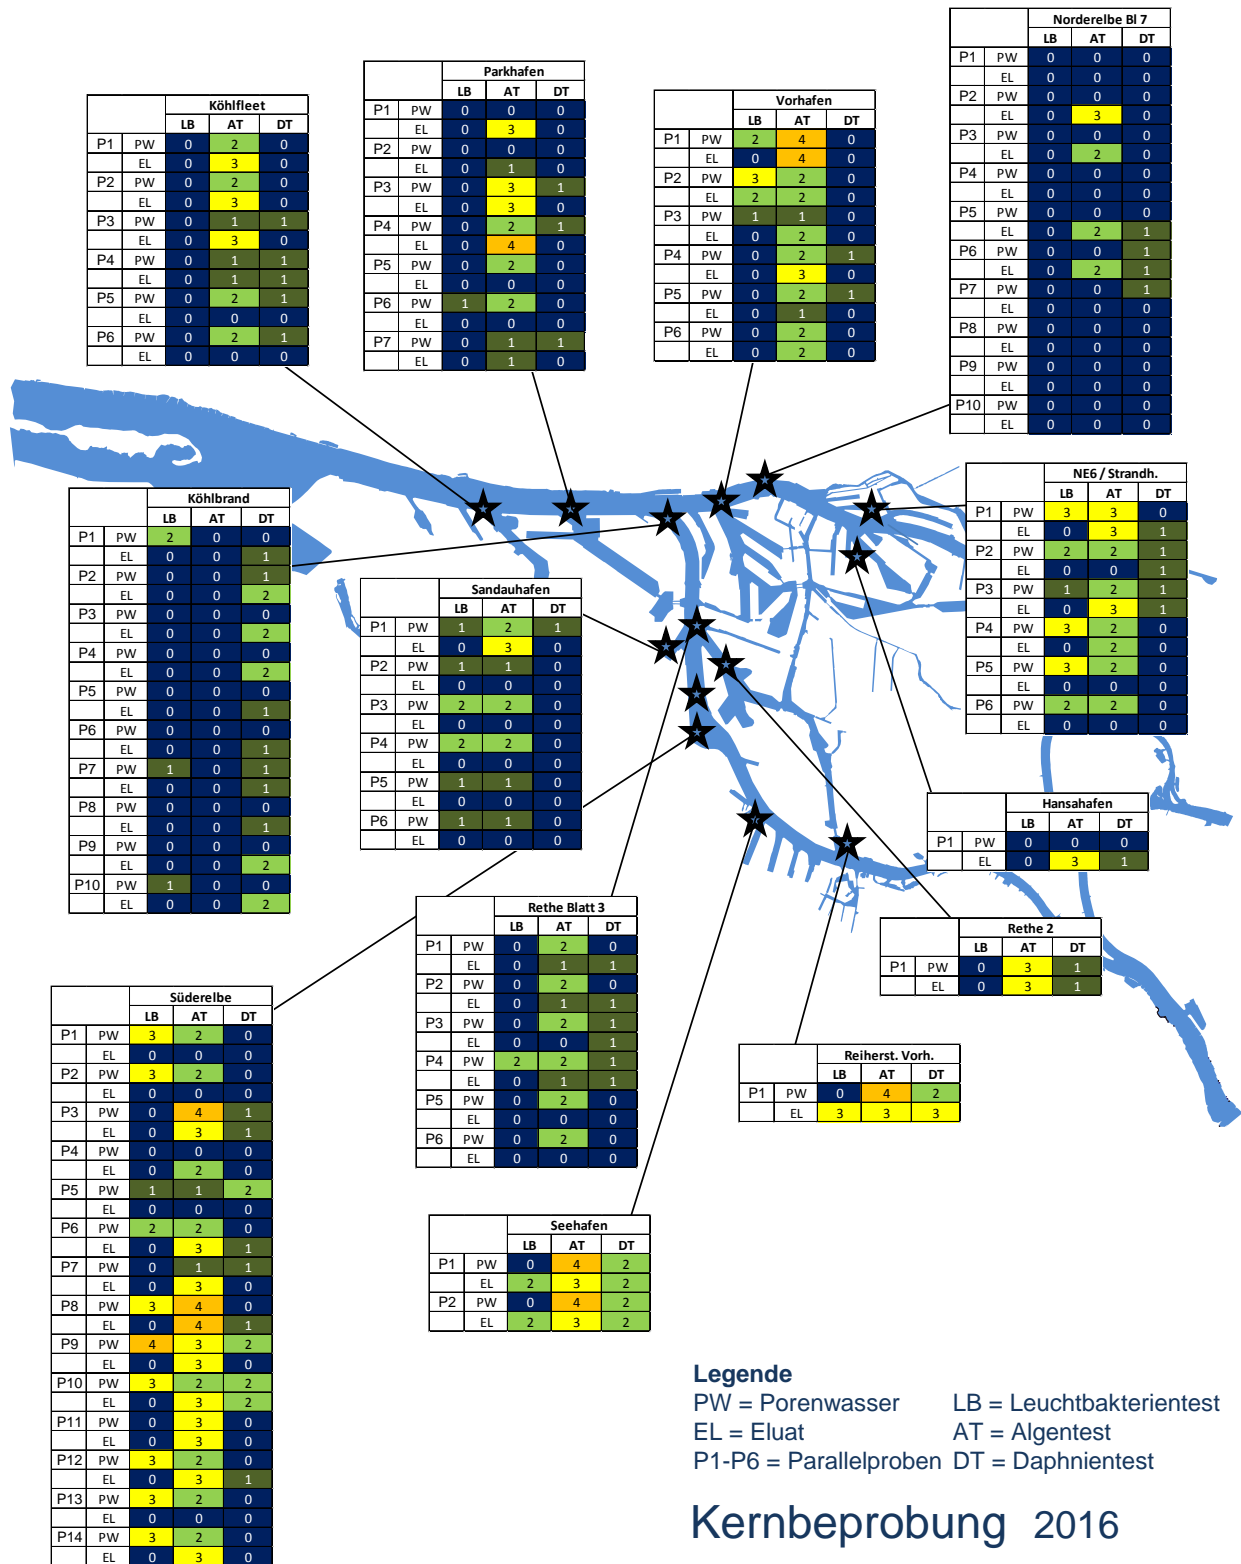 Köhlfleet
LB AT DT
P1 PW 0 2 0
EL 0 3 0
P2 PW 0 2 0
EL 0 3 0
P3 PW 0 1 1
EL 0 3 0
P4 PW 0 1 1
EL 0 1 1
P5 PW 0 2 1
EL 0 0 0
P6 PW 0 2 1
EL 0 0 0
Parkhafen
LB AT DT
P1 PW 0 0 0
EL 0 3 0
P2 PW 0 0 0
EL 0 1 0
P3 PW 0 3 1
EL 0 3 0
P4 PW 0 2 1
EL 0 4 0
P5 PW 0 2 0
EL 0 0 0
P6 PW 1 2 0
EL 0 0 0
P7 PW 0 1 1
EL 0 1 0
Vorhafen
LB AT DT
P1 PW 2 4 0
EL 0 4 0
P2 PW 3 2 0
EL 2 2 0
P3 PW 1 1 0
EL 0 2 0
P4 PW 0 2 1
EL 0 3 0
P5 PW 0 2 1
EL 0 1 0
P6 PW 0 2 0
EL 0 2 0
Norderelbe Bl 7
LB AT DT
P1 PW 0 0 0
EL 0 0 0
P2 PW 0 0 0
EL 0 3 0
P3 PW 0 0 0
EL 0 2 0
P4 PW 0 0 0
EL 0 0 0
P5 PW 0 0 0
EL 0 2 1
P6 PW 0 0 1
EL 0 2 1
P7 PW 0 0 1
EL 0 0 0
P8 PW 0 0 0
EL 0 0 0
P9 PW 0 0 0
EL 0 0 0
P10 PW 0 0 0
EL 0 0 0
Köhlbrand
LB AT DT
P1 PW 2 0 0
EL 0 0 1
P2 PW 0 0 1
EL 0 0 2
P3 PW 0 0 0
EL 0 0 2
P4 PW 0 0 0
EL 0 0 2
P5 PW 0 0 0
EL 0 0 1
P6 PW 0 0 0
EL 0 0 1
P7 PW 1 0 1
EL 0 0 1
P8 PW 0 0 0
EL 0 0 1
P9 PW 0 0 0
EL 0 0 2
P10 PW 1 0 0
EL 0 0 2
Sandauhafen
LB AT DT
P1 PW 1 2 1
EL 0 3 0
P2 PW 1 1 0
EL 0 0 0
P3 PW 2 2 0
EL 0 0 0
P4 PW 2 2 0
EL 0 0 0
P5 PW 1 1 0
EL 0 0 0
P6 PW 1 1 0
EL 0 0 0
NE6 / Strandh.
LB AT DT
P1 PW 3 3 0
EL 0 3 1
P2 PW 2 2 1
EL 0 0 1
P3 PW 1 2 1
EL 0 3 1
P4 PW 3 2 0
EL 0 2 0
P5 PW 3 2 0
EL 0 0 0
P6 PW 2 2 0
EL 0 0 0
Hansahafen
LB AT DT
P1 PW 0 0 0
EL 0 3 1
Rethe Blatt 3
LB AT DT
P1 PW 0 2 0
EL 0 1 1
P2 PW 0 2 0
EL 0 1 1
P3 PW 0 2 1
EL 0 0 1
P4 PW 2 2 1
EL 0 1 1
P5 PW 0 2 0
EL 0 0 0
P6 PW 0 2 0
EL 0 0 0
Rethe 2
LB AT DT
P1 PW 0 3 1
EL 0 3 1
Süderelbe
LB AT DT
P1 PW 3 2 0
EL 0 0 0
P2 PW 3 2 0
EL 0 0 0
P3 PW 0 4 1
EL 0 3 1
P4 PW 0 0 0
EL 0 2 0
P5 PW 1 1 2
EL 0 0 0
P6 PW 2 2 0
EL 0 3 1
P7 PW 0 1 1
EL 0 3 0
P8 PW 3 4 0
EL 0 4 1
P9 PW 4 3 2
EL 0 3 0
P10 PW 3 2 2
EL 0 3 2
P11 PW 0 3 0
EL 0 3 0
P12 PW 3 2 0
EL 0 3 1
P13 PW 3 2 0
EL 0 0 0
P14 PW 3 2 0
EL 0 3 0
Reiherst. Vorh.
LB AT DT
P1 PW 0 4 2
EL 3 3 3
Seehafen
LB AT DT
P1 PW 0 4 2
EL 2 3 2
P2 PW 0 4 2
EL 2 3 2
Legende
PW = Porenwasser LB = Leuchtbakterientest
EL = Eluat AT = Algentest
P1-P6 = Parallelproben DT = Daphnientest
Kernbeprobung 2016